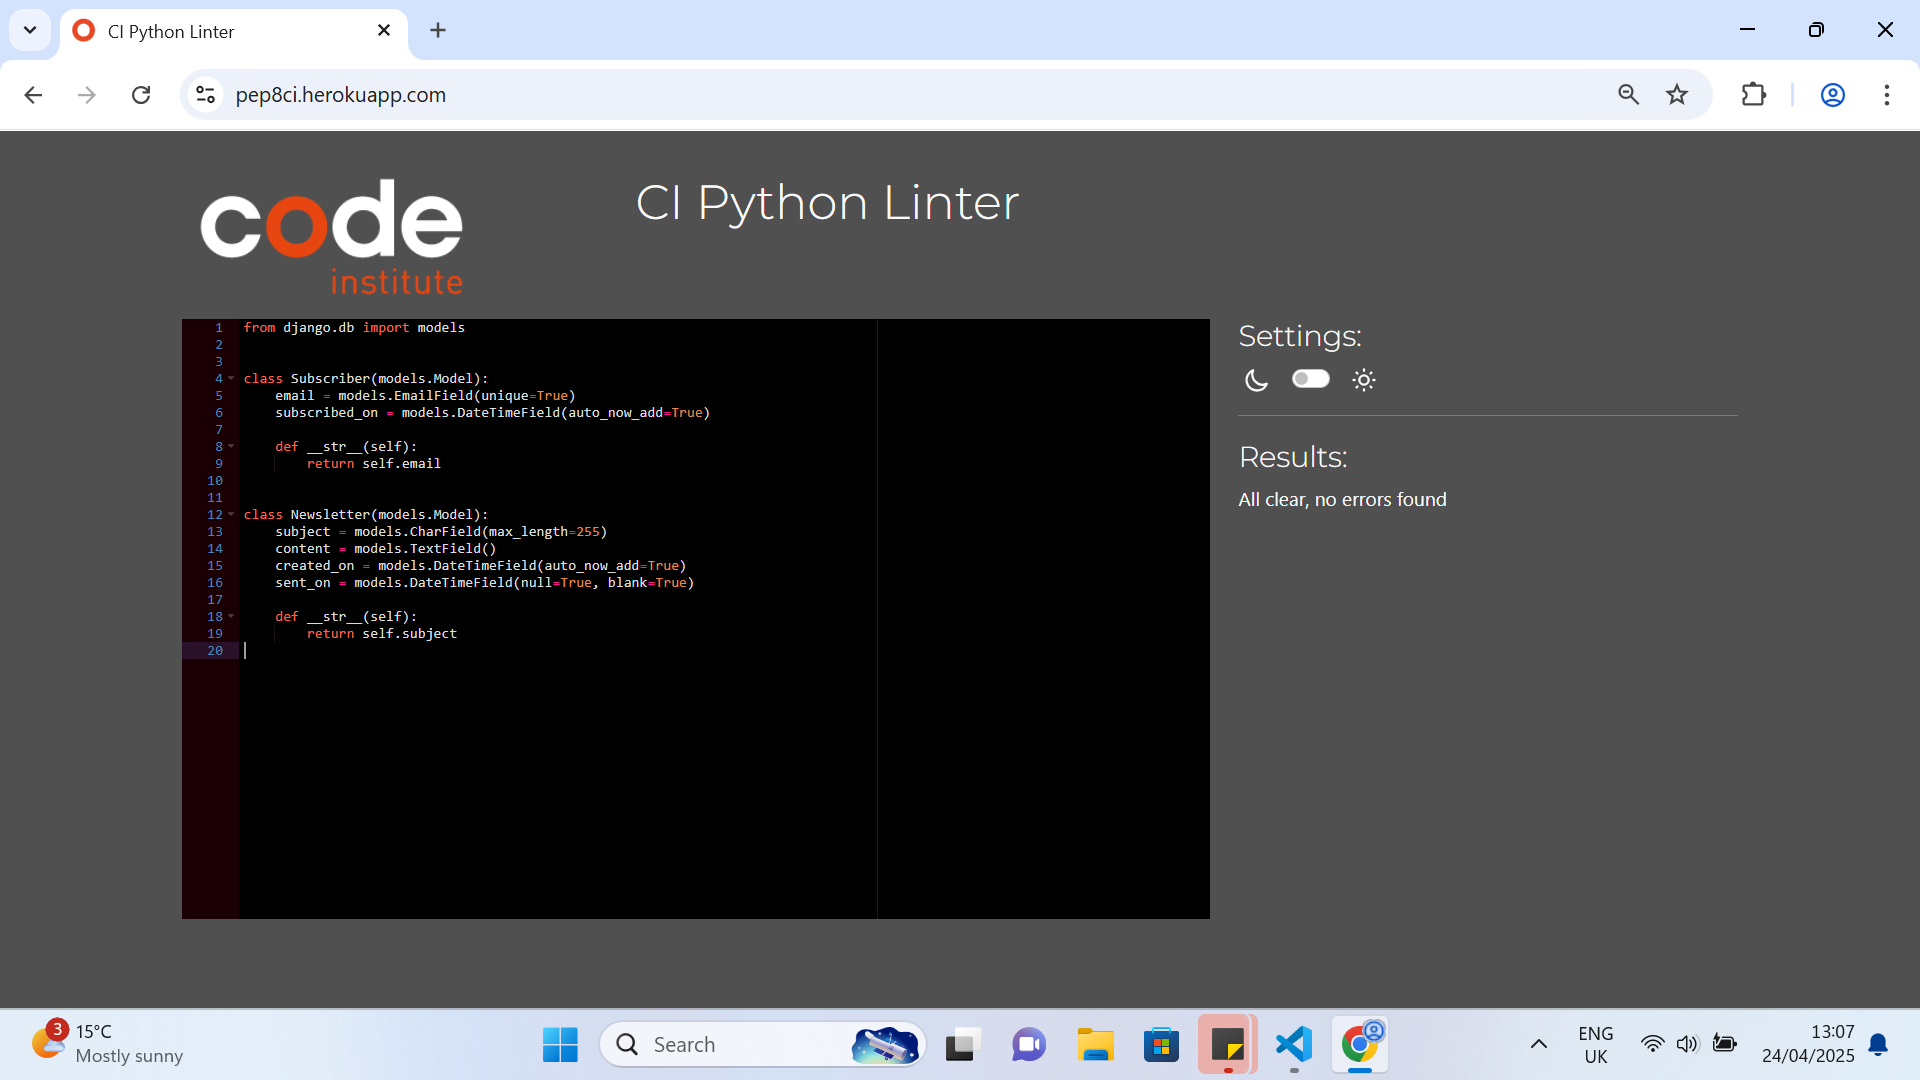 CI Python Linter
pep8ci.herokuapp.com
code
institute
CI Python Linter
1 from django.db import models
2
3
4 class Subscriber(models.Model):
5     email = models.EmailField(unique=True)
6     subscribed_on = models.DateTimeField(auto_now_add=True)
7
8     def __str__(self):
9         return self.email
10
11
12 class Newsletter(models.Model):
13     subject = models.CharField(max_length=255)
14     content = models.TextField()
15     created_on = models.DateTimeField(auto_now_add=True)
16     sent_on = models.DateTimeField(null=True, blank=True)
17
18     def __str__(self):
19         return self.subject
20
Settings:
Results:
All clear, no errors found
3
15°C
Mostly sunny
Search
ENG
UK
13:07
24/04/2025